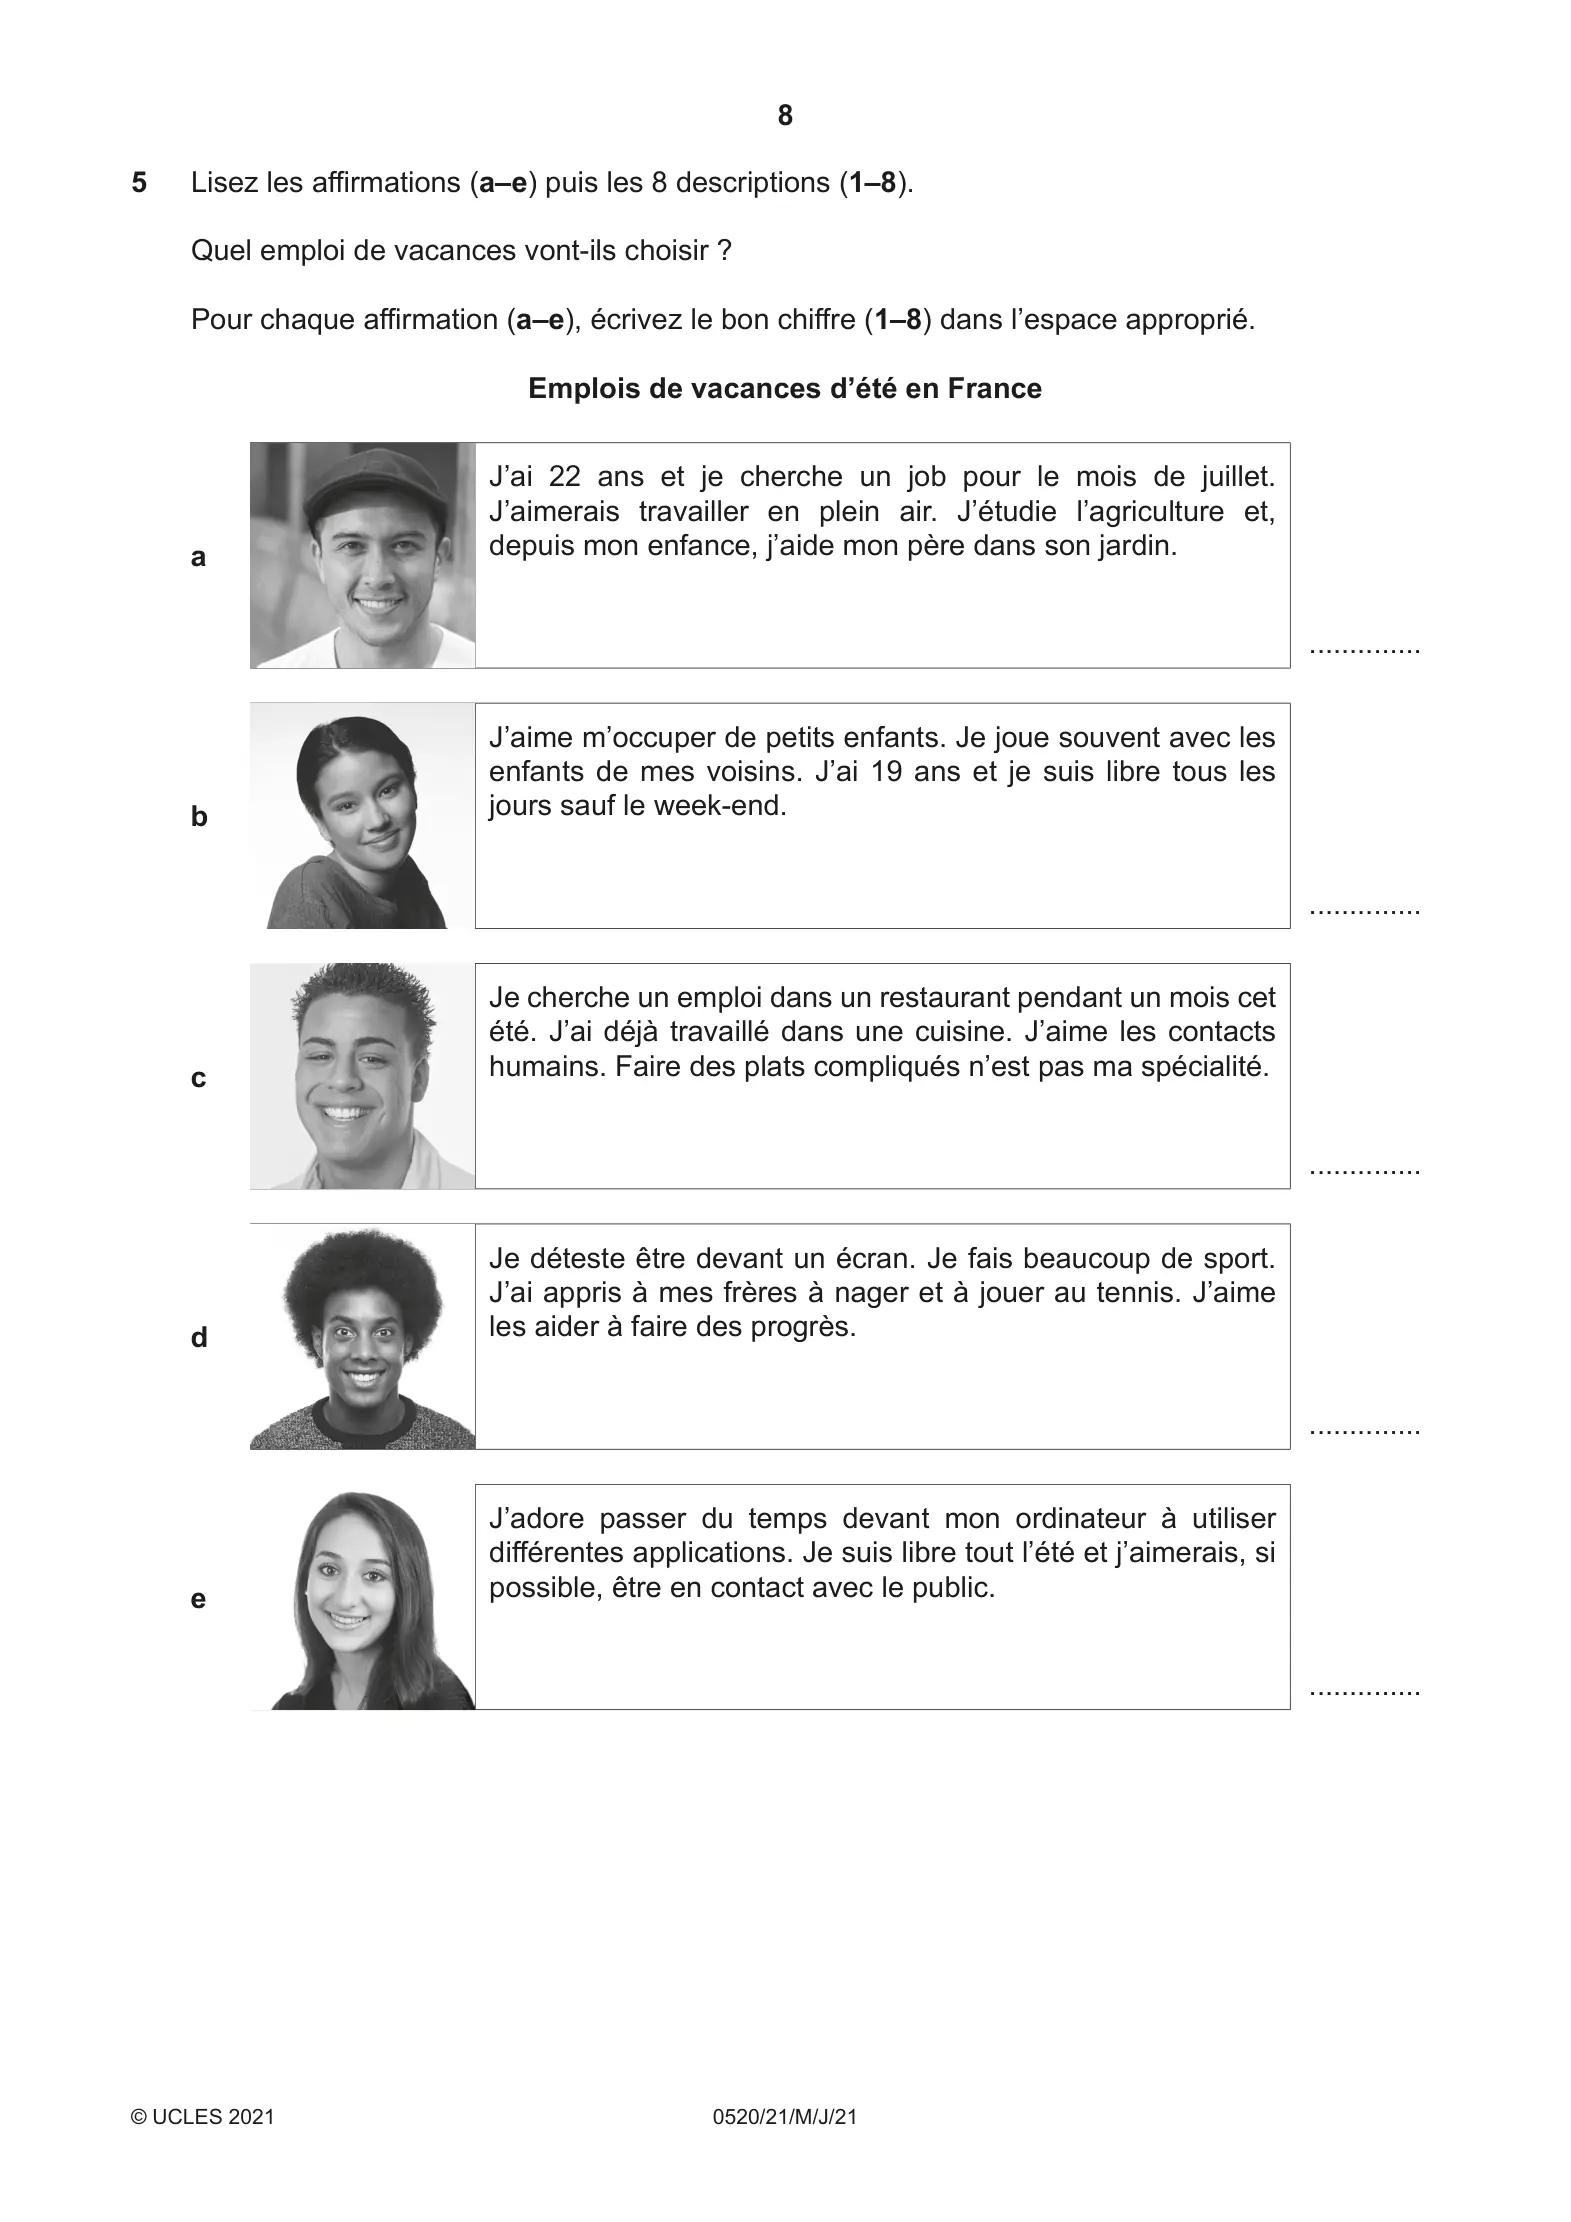 8
5 Lisez les affirmations (a–e) puis les 8 descriptions (1–8).
Quel emploi de vacances vont-ils choisir ?
Pour chaque affirmation (a–e), écrivez le bon chiffre (1–8) dans l’espace approprié.
Emplois de vacances d’été en France
a
J’ai 22 ans et je cherche un job pour le mois de juillet.
J’aimerais travailler en plein air. J’étudie l’agriculture et,
depuis mon enfance, j’aide mon père dans son jardin.
..............
b
J’aime m’occuper de petits enfants. Je joue souvent avec les
enfants de mes voisins. J’ai 19 ans et je suis libre tous les
jours sauf le week-end.
..............
c
Je cherche un emploi dans un restaurant pendant un mois cet
été. J’ai déjà travaillé dans une cuisine. J’aime les contacts
humains. Faire des plats compliqués n’est pas ma spécialité.
..............
d
Je déteste être devant un écran. Je fais beaucoup de sport.
J’ai appris à mes frères à nager et à jouer au tennis. J’aime
les aider à faire des progrès.
..............
e
J’adore passer du temps devant mon ordinateur à utiliser
différentes applications. Je suis libre tout l’été et j’aimerais, si
possible, être en contact avec le public.
..............
© UCLES 2021 0520/21/M/J/21